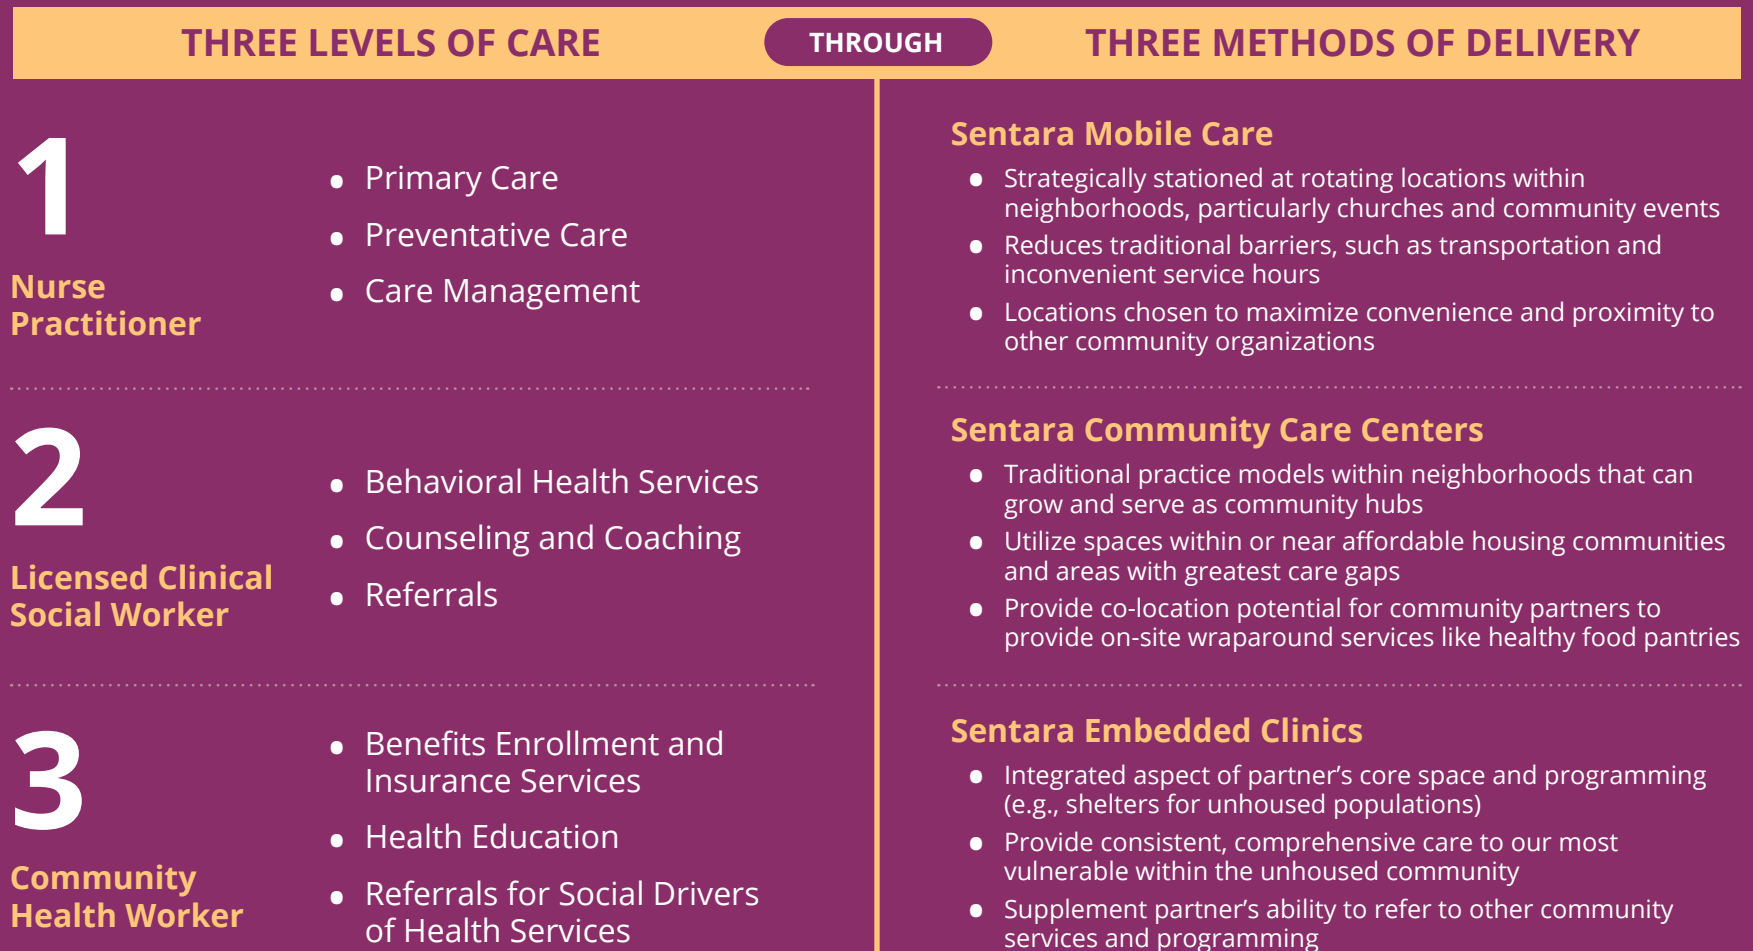 THREE LEVELS OF CARE
THROUGH
THREE METHODS OF DELIVERY
1
Nurse
Practitioner
• Primary Care
• Preventative Care
• Care Management
2
Licensed Clinical
Social Worker
• Behavioral Health Services
• Counseling and Coaching
• Referrals
3
Community
Health Worker
• Benefits Enrollment and
Insurance Services
• Health Education
• Referrals for Social Drivers
of Health Services
Sentara Mobile Care
• Strategically stationed at rotating locations within
neighborhoods, particularly churches and community events
• Reduces traditional barriers, such as transportation and
inconvenient service hours
• Locations chosen to maximize convenience and proximity to
other community organizations
Sentara Community Care Centers
• Traditional practice models within neighborhoods that can
grow and serve as community hubs
• Utilize spaces within or near affordable housing communities
and areas with greatest care gaps
• Provide co-location potential for community partners to
provide on-site wraparound services like healthy food pantries
Sentara Embedded Clinics
• Integrated aspect of partner’s core space and programming
(e.g., shelters for unhoused populations)
• Provide consistent, comprehensive care to our most
vulnerable within the unhoused community
• Supplement partner’s ability to refer to other community
services and programming